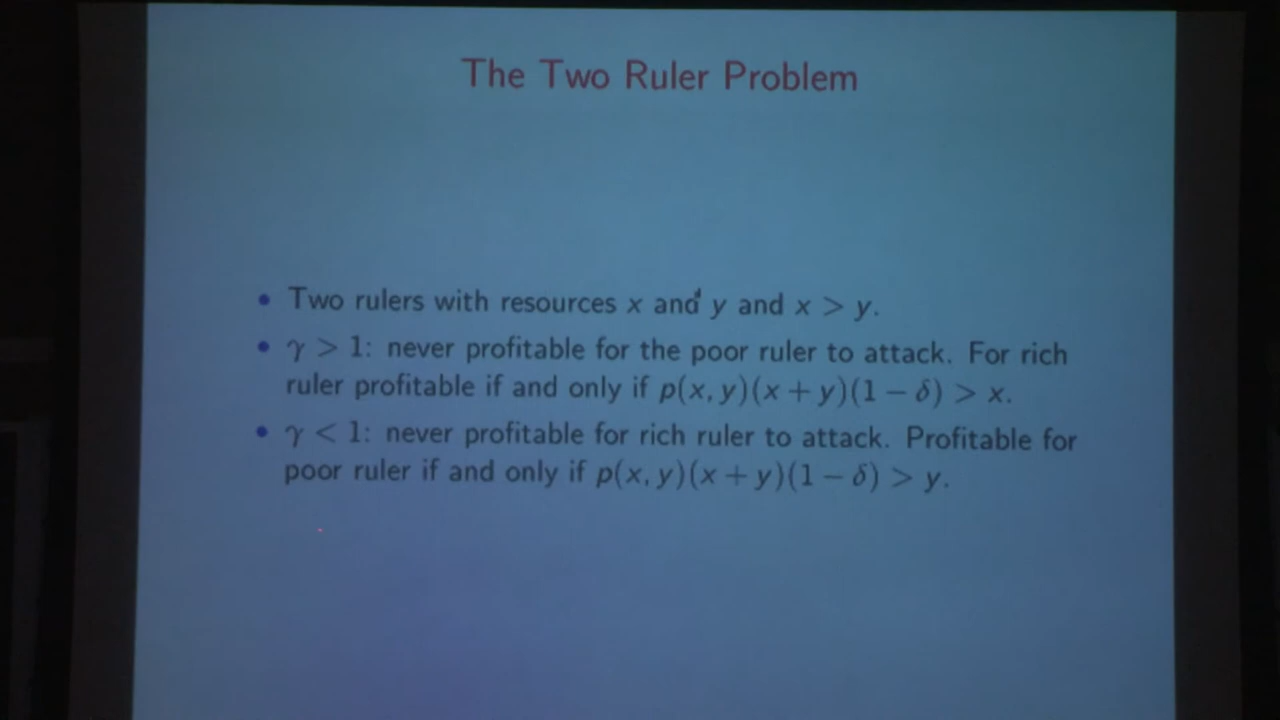 The Two Ruler Problem
• Two rulers with resources x and y and x > y.
• γ > 1: never profitable for the poor ruler to attack. For rich
ruler profitable if and only if p(x, y)(x + y)(1 − δ) > x.
• γ < 1: never profitable for rich ruler to attack. Profitable for
poor ruler if and only if p(x, y)(x + y)(1 − δ) > y.